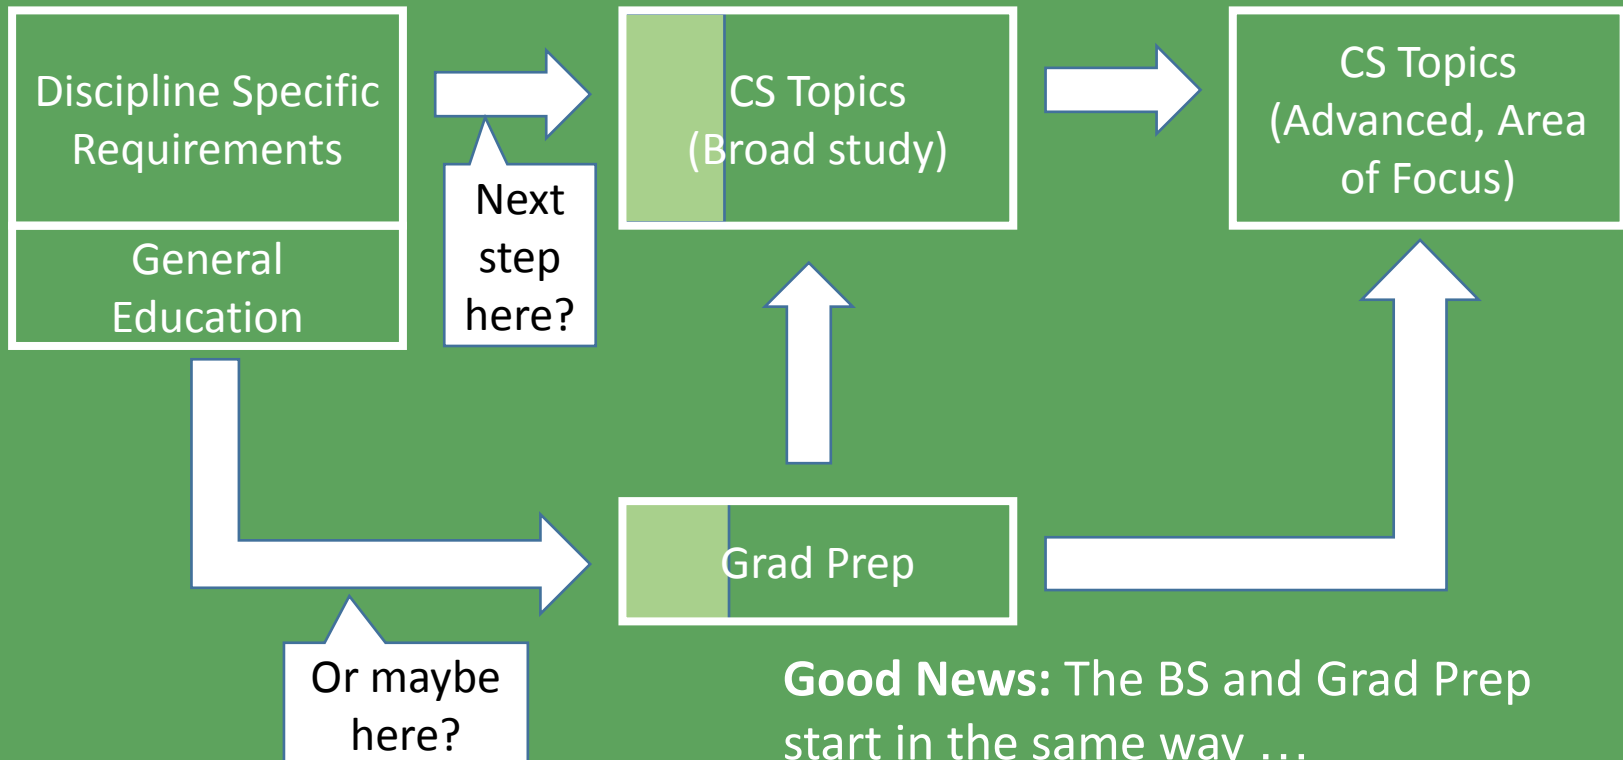 Discipline Specific
Requirements
General
Education
Next
step
here?
CS Topics
(Broad study)
CS Topics
(Advanced, Area
of Focus)
Grad Prep
Or maybe
here?
Good News: The BS and Grad Prep
start in the same way ...